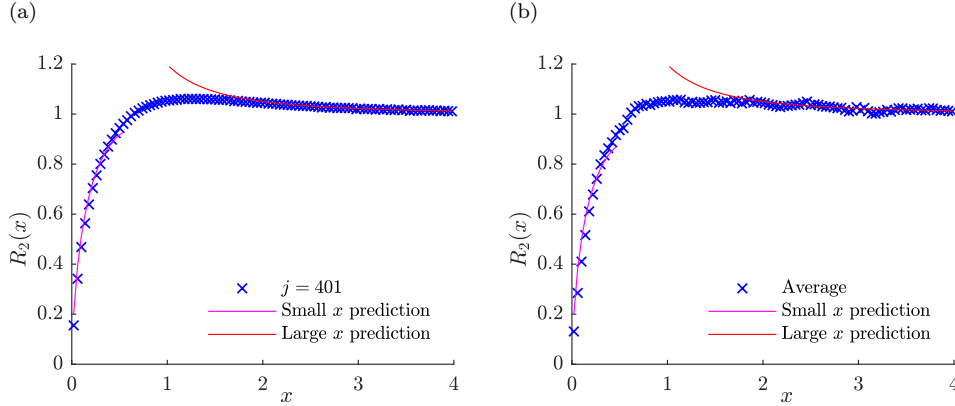 (a)
1.2
1
0.8
0.6
0.4
0.2
0
R₂(x)
j = 401
Small x prediction
Large x prediction
0 1 2 3 4
x
(b)
1.2
1
0.8
0.6
0.4
0.2
0
R₂(x)
Average
Small x prediction
Large x prediction
0 1 2 3 4
x